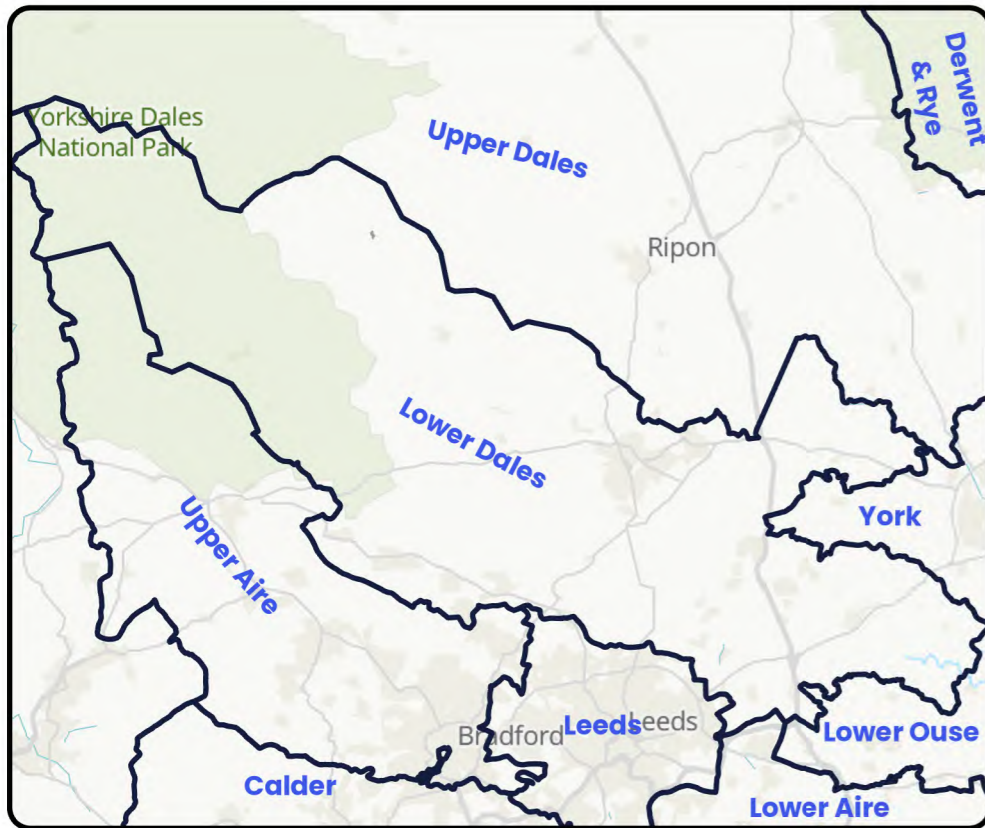 Derwent
& Rye
Yorkshire Dales
National Park
Upper Dales
Ripon
Lower Dales
Upper Aire
York
Bradford
Leeds
Leeds
Lower Ouse
Calder
Lower Aire